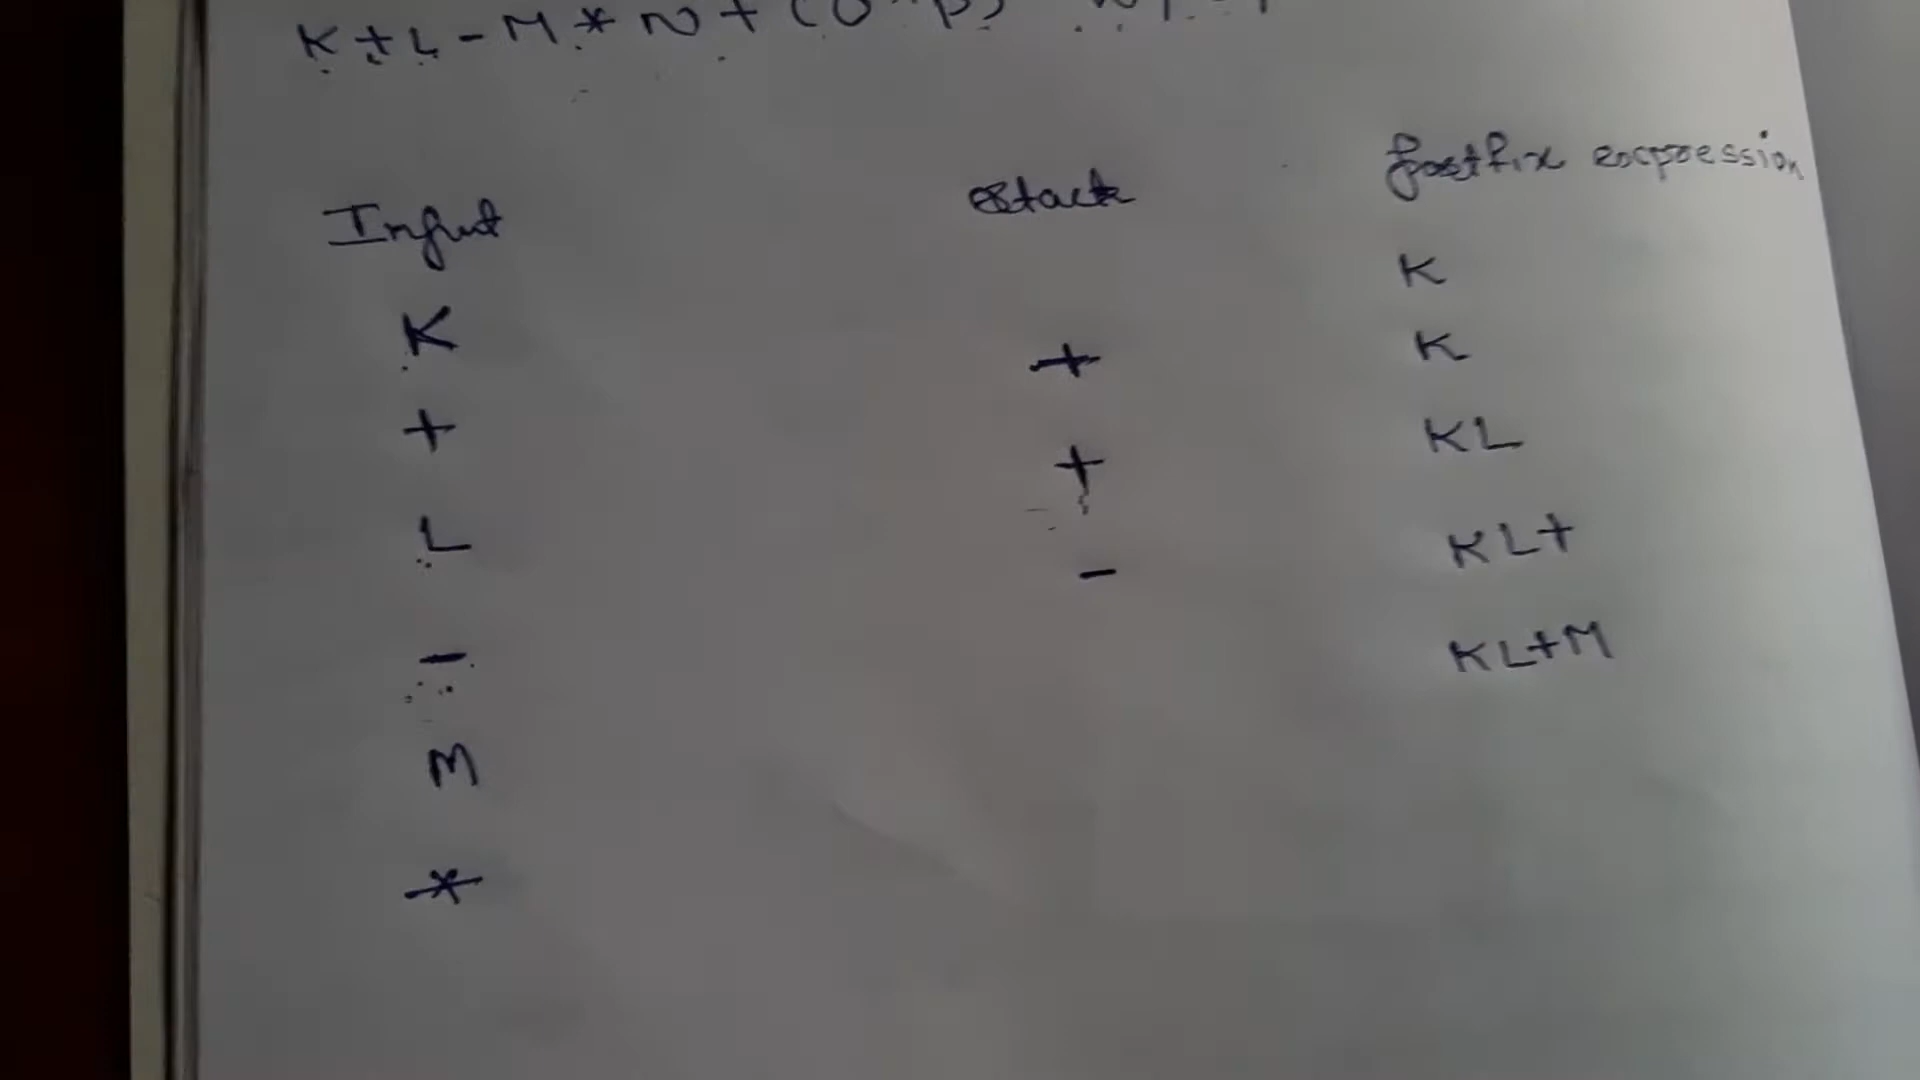 K+L-M*N+(O
Input Stack Postfix expression
K K
+ + K
L + KL
- - KL+
M KL+M
*